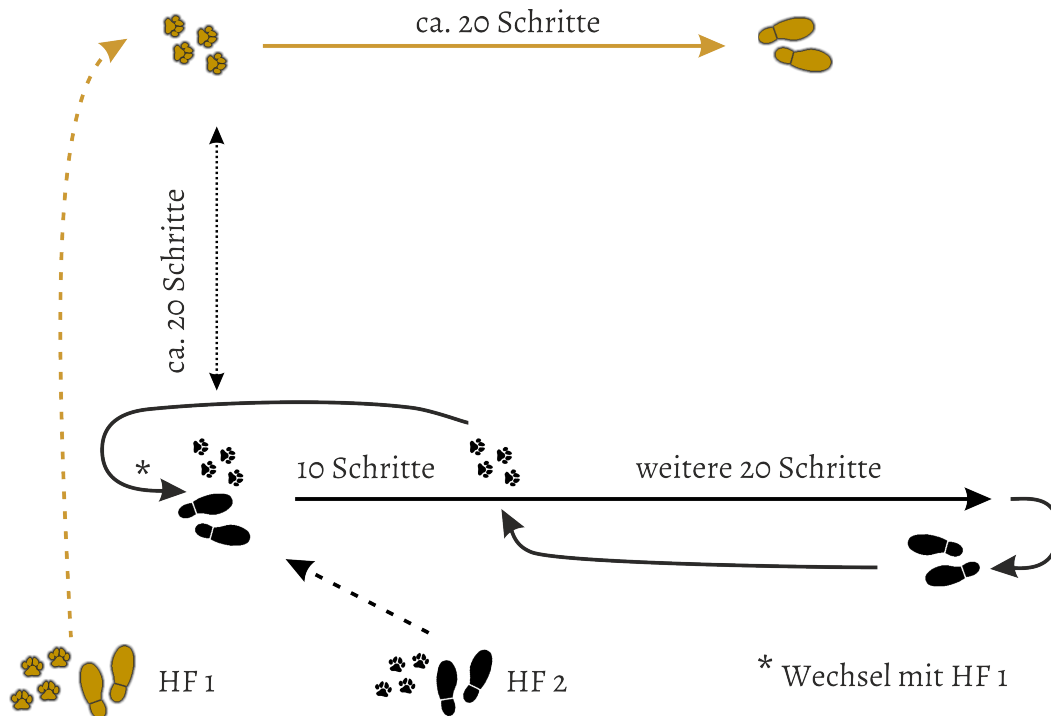 ca. 20 Schritte
ca. 20 Schritte
*
10 Schritte
weitere 20 Schritte
HF 1
HF 2
* Wechsel mit HF 1